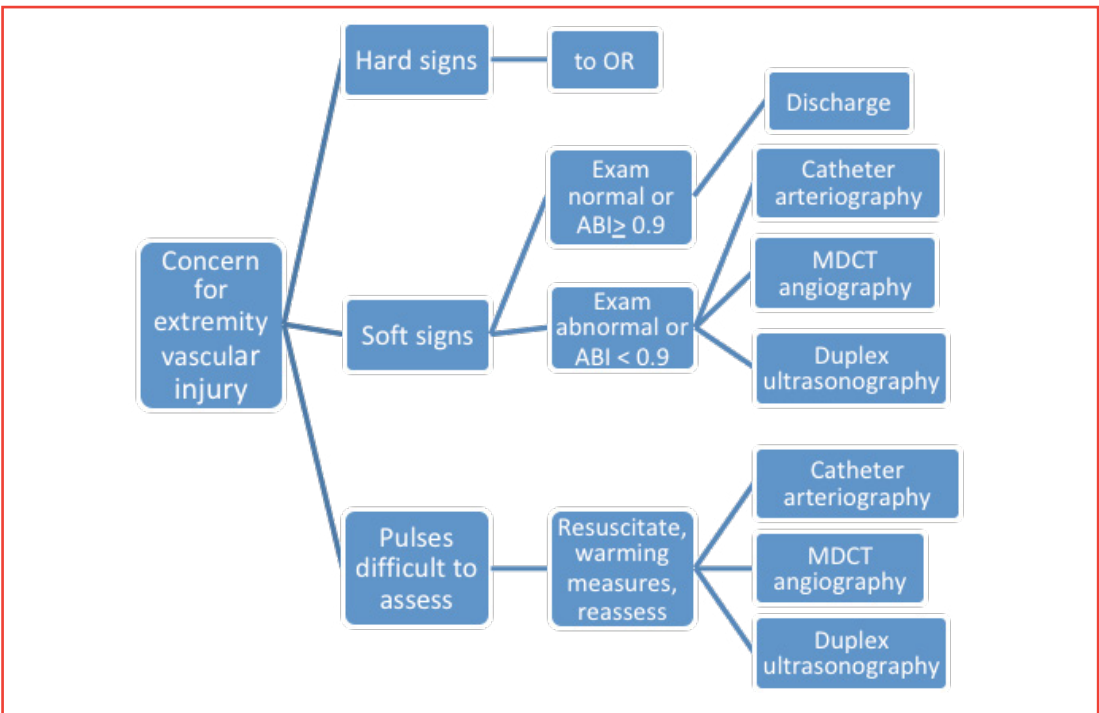 Hard signs
to OR
Discharge
Exam
normal or
ABI≥ 0.9
Catheter
arteriography
Concern
for
extremity
vascular
injury
MDCT
angiography
Soft signs
Exam
abnormal or
ABI < 0.9
Duplex
ultrasonography
Pulses
difficult to
assess
Resuscitate,
warming
measures,
reassess
Catheter
arteriography
MDCT
angiography
Duplex
ultrasonography